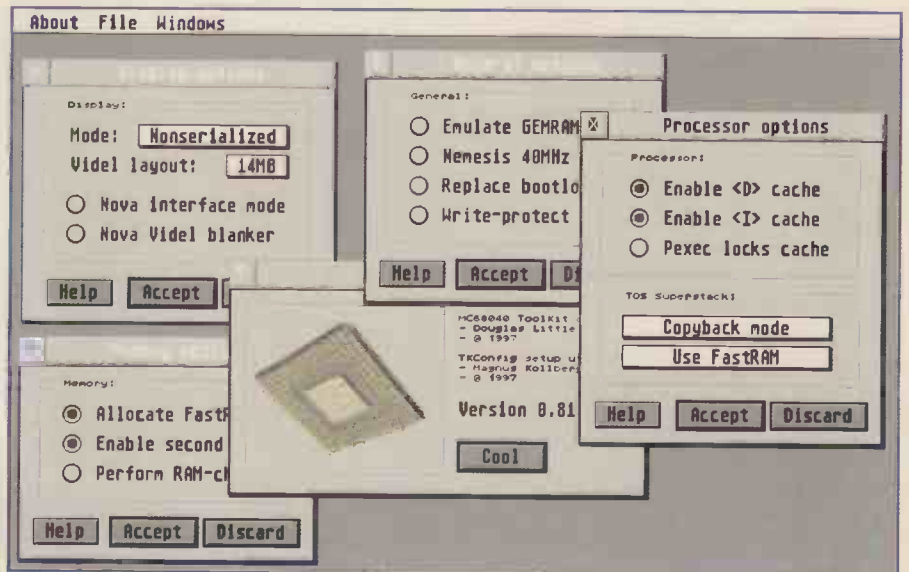 About File Windows
Display:
Mode: Nonserialized
Videl layout: 14MB
Nova interface mode
Nova Videl blanker
Help Accept
General:
Emulate GEMRAM
Nemesis 40MHz
Replace bootlo
Write-protect
Help Accept D
Processor options
Processor:
Enable <D> cache
Enable <I> cache
Pexec locks cache
TOS Superstack:
Copyback mode
Use FastRAM
Help Accept Discard
MC68040 ToolKit
- Douglas Little
- @ 1997
TKConfig setup u
- Magnus Kollber
- @ 1997
Version 0.81
Cool
Memory:
Allocate FastR
Enable second
Perform RAM-ch
Help Accept Discard